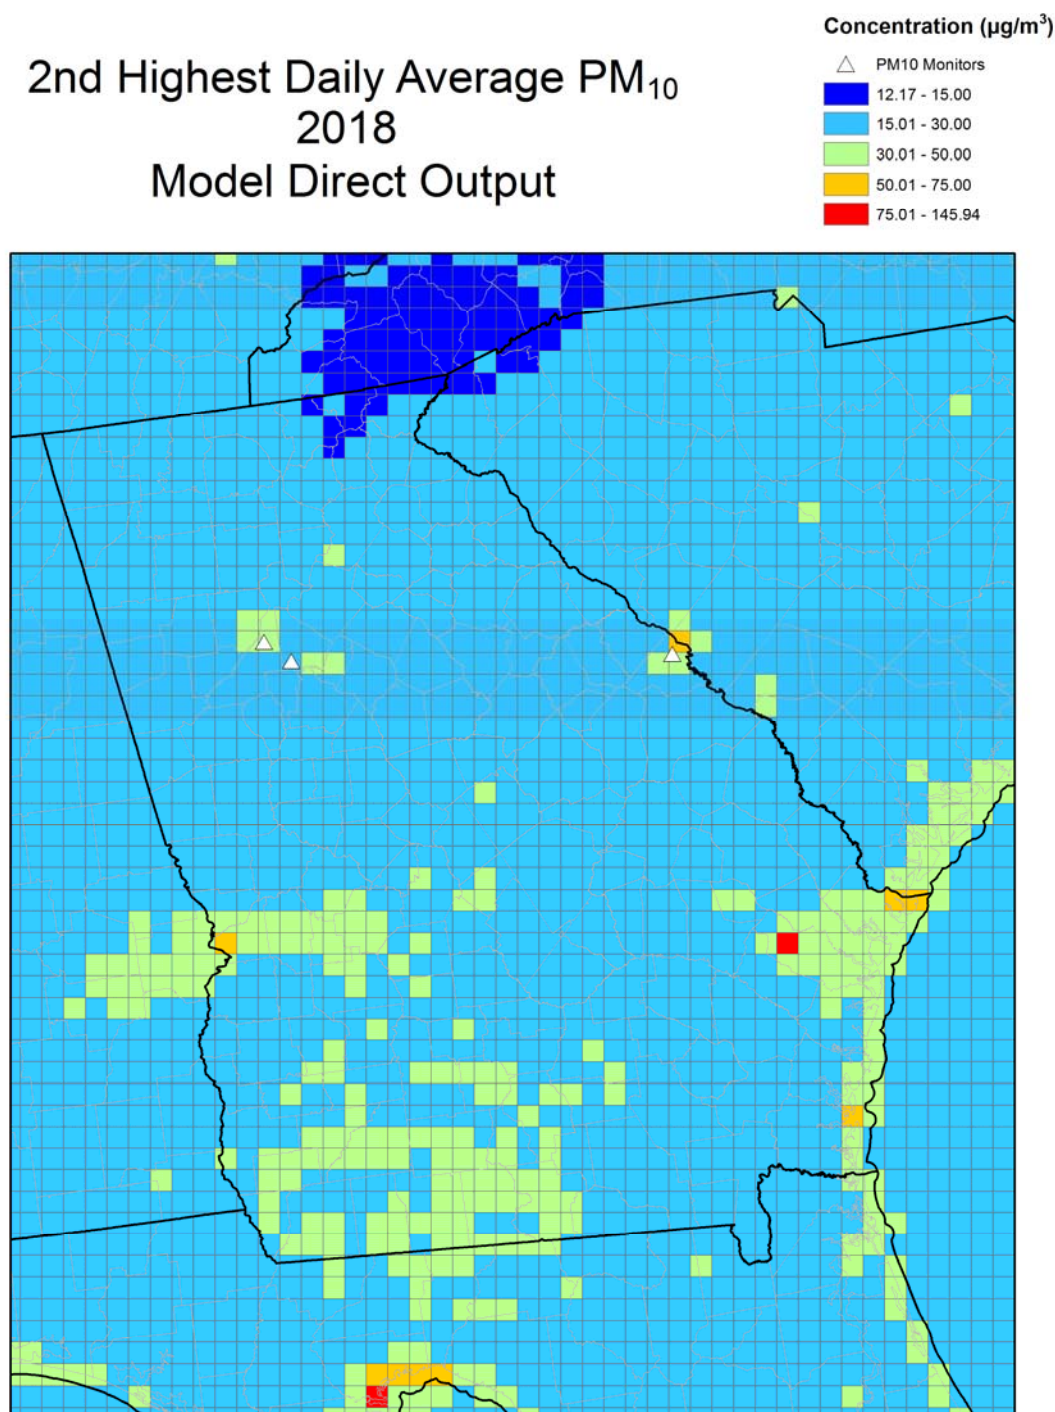 2nd Highest Daily Average PM₁₀
2018
Model Direct Output
Concentration (µg/m³)
PM10 Monitors
12.17 - 15.00
15.01 - 30.00
30.01 - 50.00
50.01 - 75.00
75.01 - 145.94